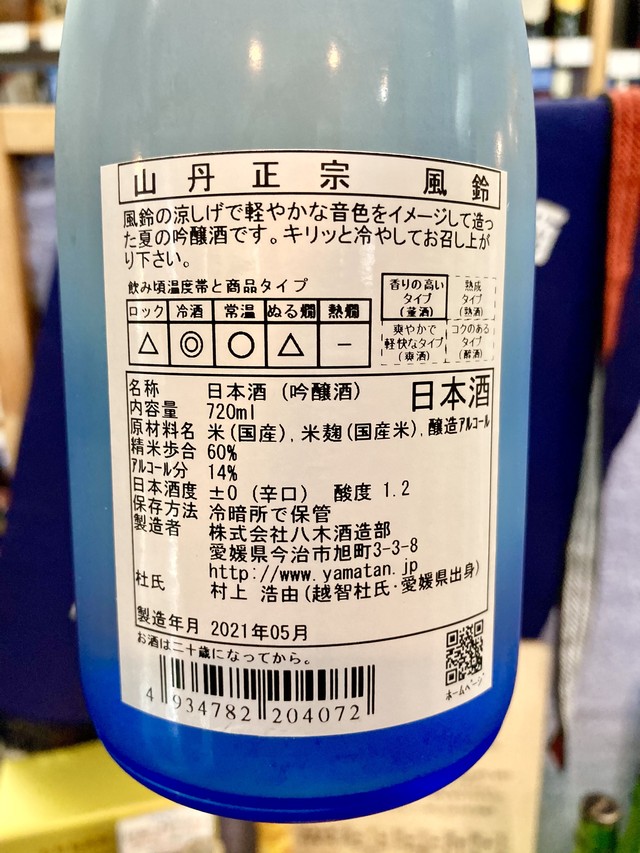 山丹正宗 風鈴
風鈴の涼しげで軽やかな音色をイメージして造っ
た夏の吟醸酒です。キリッと冷やしてお召し上が
り下さい。
飲み頃温度帯と商品タイプ
ロック 冷酒 常温 ぬる燗 熱燗
△ ◎ ○ △ －
香りの高い
タイプ
(薫酒)
熟成
タイプ
(熟酒)
爽やかで
軽快なタイプ
(爽酒)
コクのある
タイプ
(醇酒)
日本酒
名称 日本酒 (吟醸酒)
内容量 720ml
原材料名 米(国産), 米麹(国産米), 醸造アルコール
精米歩合 60%
アルコール分 14%
日本酒度 ±0 (辛口) 酸度 1.2
保存方法 冷暗所で保管
製造者 株式会社八木酒造部
愛媛県今治市旭町3-3-8
http://www.yamatan.jp
杜氏 村上 浩由(越智杜氏・愛媛県出身)
製造年月 2021年05月
お酒は二十歳になってから。
4 934782 204072
ホームページ